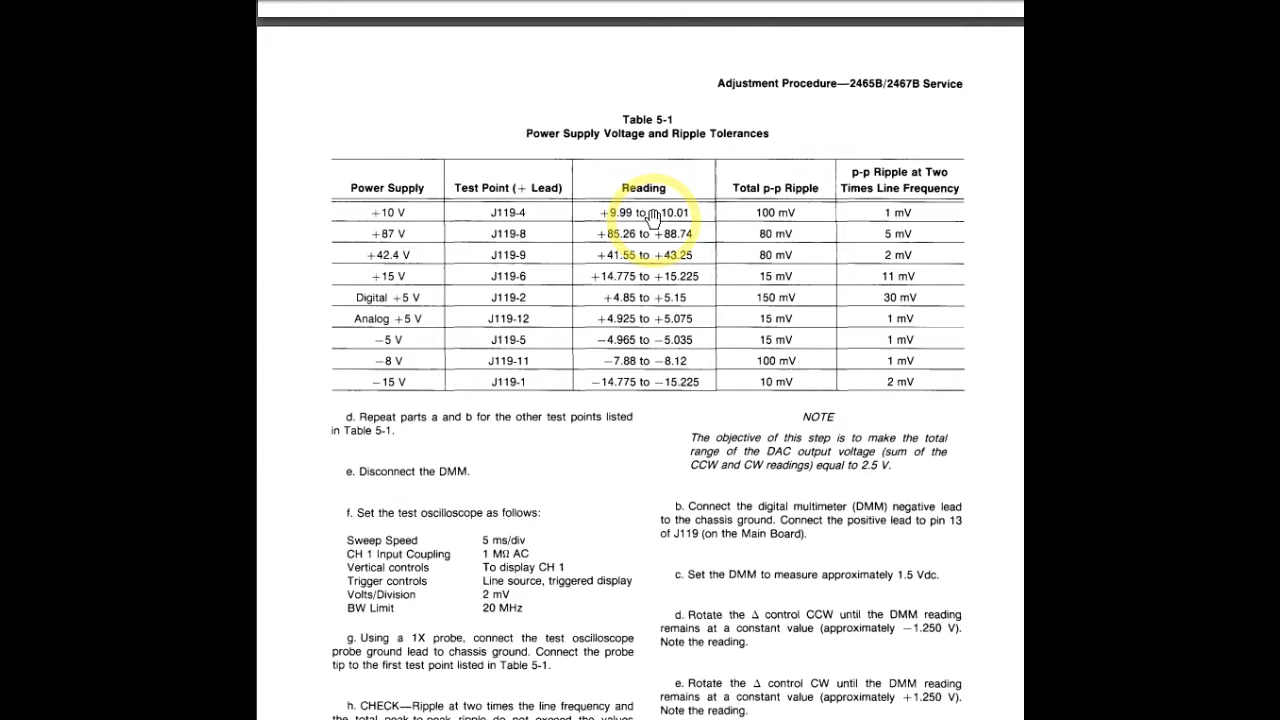 Adjustment Procedure—2465B/2467B Service
Table 5-1
Power Supply Voltage and Ripple Tolerances
Power Supply Test Point (+ Lead) Reading Total p-p Ripple p-p Ripple at Two Times Line Frequency
+10 V J119-4 +9.99 to 10.01 100 mV 1 mV
+87 V J119-8 +85.26 to +88.74 80 mV 5 mV
+42.4 V J119-9 +41.55 to +43.25 80 mV 2 mV
+15 V J119-6 +14.775 to +15.225 15 mV 11 mV
Digital +5 V J119-2 +4.85 to +5.15 150 mV 30 mV
Analog +5 V J119-12 +4.925 to +5.075 15 mV 1 mV
−5 V J119-5 −4.965 to −5.035 15 mV 1 mV
−8 V J119-11 −7.88 to −8.12 100 mV 1 mV
−15 V J119-1 −14.775 to −15.225 10 mV 2 mV
d. Repeat parts a and b for the other test points listed
in Table 5-1.
e. Disconnect the DMM.
f. Set the test oscilloscope as follows:
Sweep Speed 5 ms/div
CH 1 Input Coupling 1 MΩ AC
Vertical controls To display CH 1
Trigger controls Line source, triggered display
Volts/Division 2 mV
BW Limit 20 MHz
g. Using a 1X probe, connect the test oscilloscope
probe ground lead to chassis ground. Connect the probe
tip to the first test point listed in Table 5-1.
h. CHECK—Ripple at two times the line frequency and
the total peak-to-peak ripple do not exceed the values
NOTE
The objective of this step is to make the total
range of the DAC output voltage (sum of the
CCW and CW readings) equal to 2.5 V.
b. Connect the digital multimeter (DMM) negative lead
to the chassis ground. Connect the positive lead to pin 13
of J119 (on the Main Board).
c. Set the DMM to measure approximately 1.5 Vdc.
d. Rotate the Δ control CCW until the DMM reading
remains at a constant value (approximately −1.250 V).
Note the reading.
e. Rotate the Δ control CW until the DMM reading
remains at a constant value (approximately +1.250 V).
Note the reading.